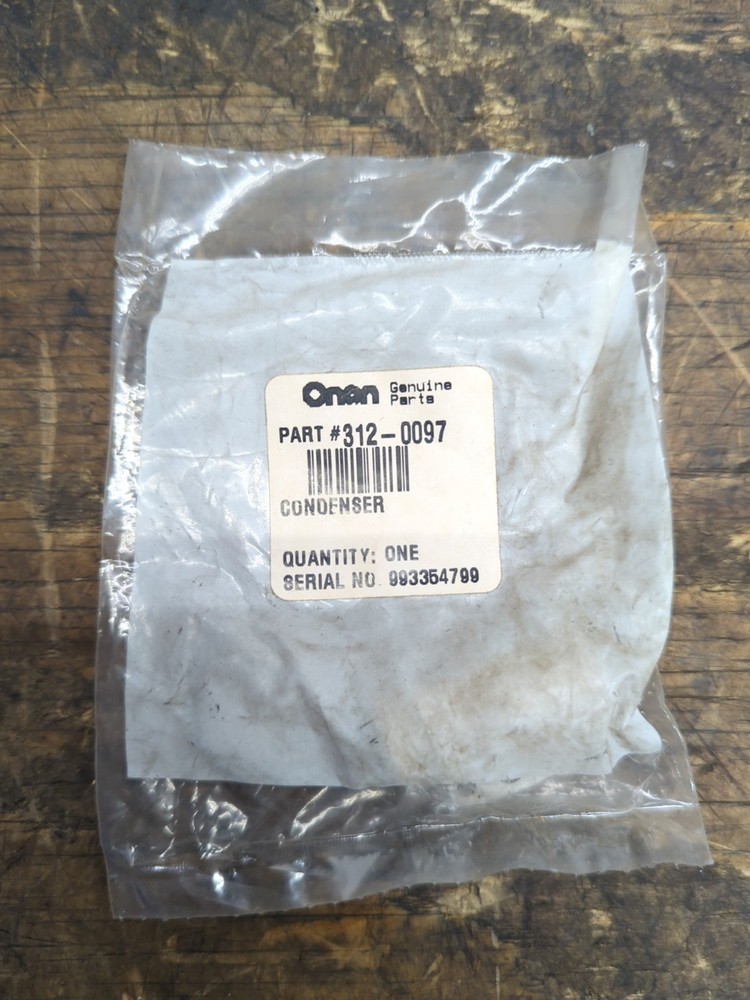 Onan Genuine
Parts
PART #312-0097
CONDENSER
QUANTITY: ONE
SERIAL NO. 993354799